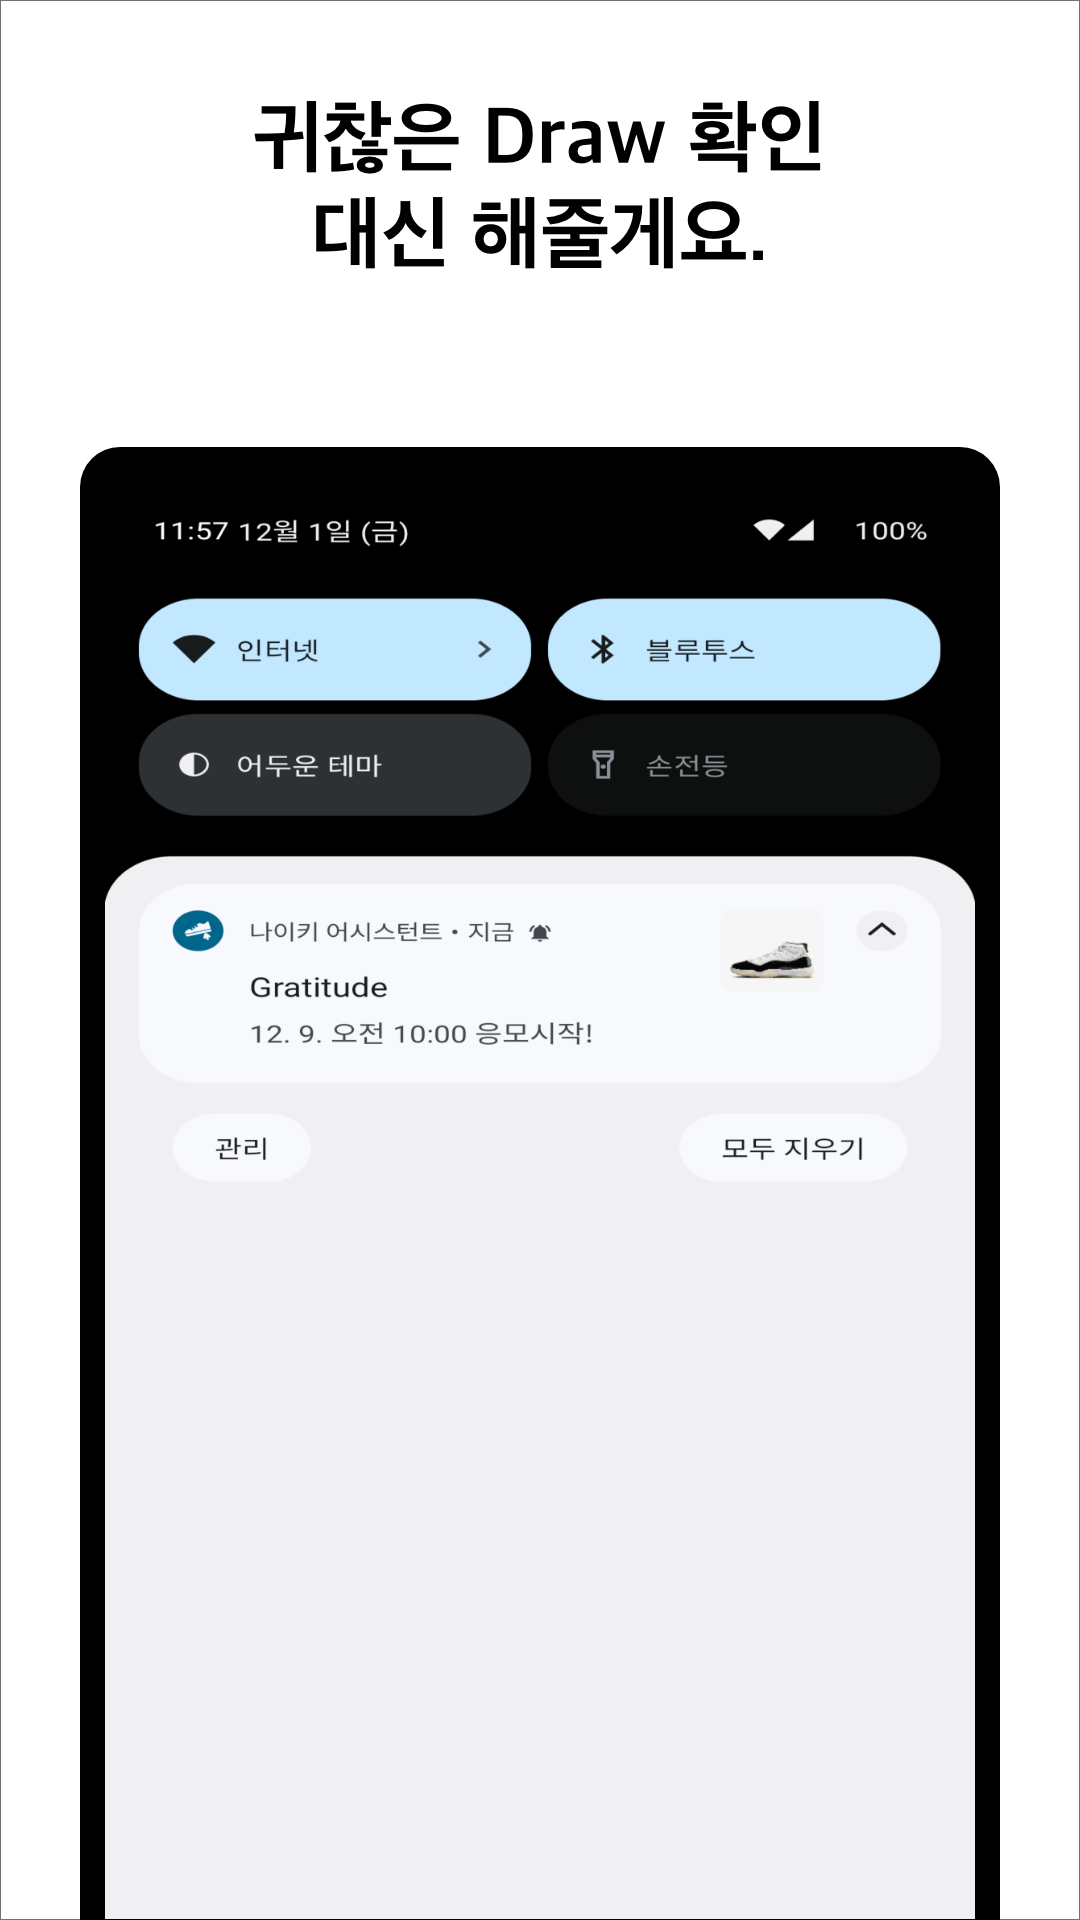 귀찮은 Draw 확인
대신 해줄게요.
11:57 12월 1일 (금) 100%
인터넷
블루투스
어두운 테마
손전등
나이키 어시스턴트 • 지금
Gratitude
12. 9. 오전 10:00 응모시작!
관리
모두 지우기